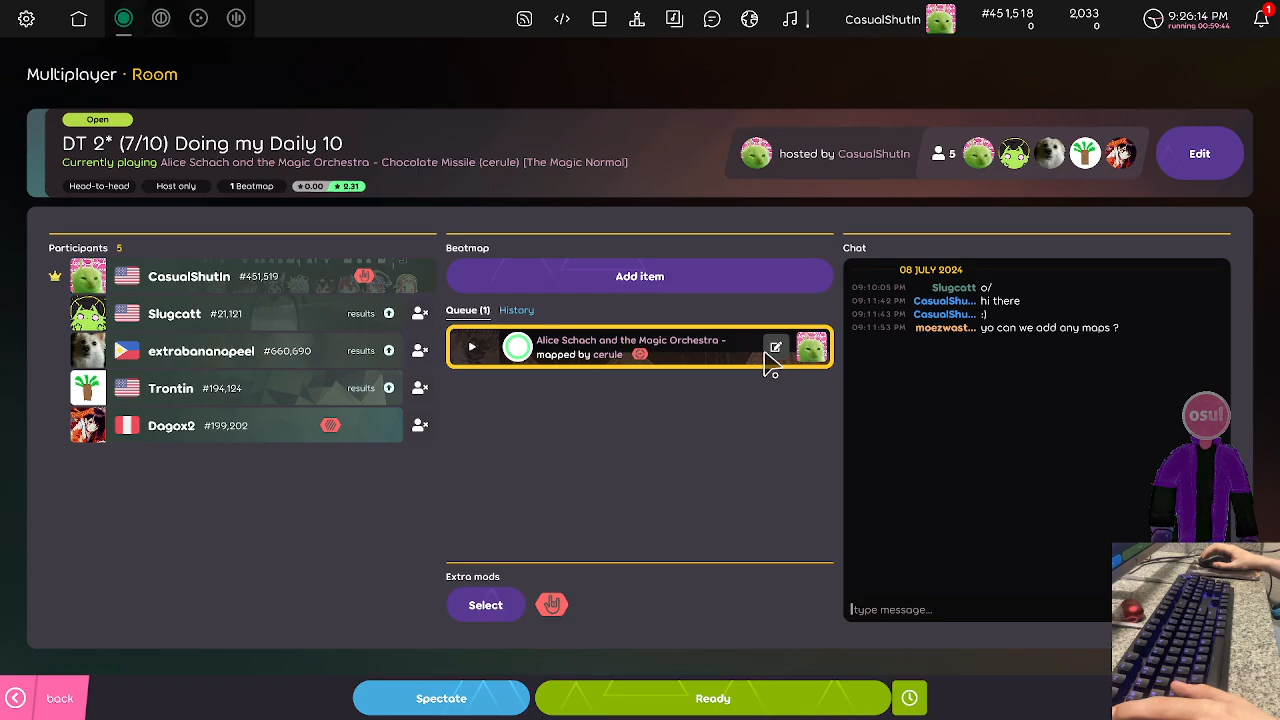 CasualShutIn
#451,518
0
2,033
0
9:26:14 PM
running 00:59:44
1
Multiplayer · Room
Open
DT 2* (7/10) Doing my Daily 10
Currently playing Alice Schach and the Magic Orchestra - Chocolate Missile (cerule) [The Magic Normal]
Head-to-head
Host only
1 Beatmap
★0.00
★2.31
hosted by CasualShutIn
5
Edit
Participants 5
CasualShutIn #451,519
Slugcatt #21,121 results
extrabananapeel #660,690 results
Trontin #194,124 results
Dagox2 #199,202
Beatmap
Add item
Queue (1) History
Alice Schach and the Magic Orchestra -
mapped by cerule
Extra mods
Select
Chat
08 JULY 2024
09:10:05 PM Slugcatt o/
09:11:42 PM CasualShu... hi there
09:11:43 PM CasualShu... :)
09:11:53 PM moezwast... yo can we add any maps ?
osu!
type message...
back
Spectate
Ready